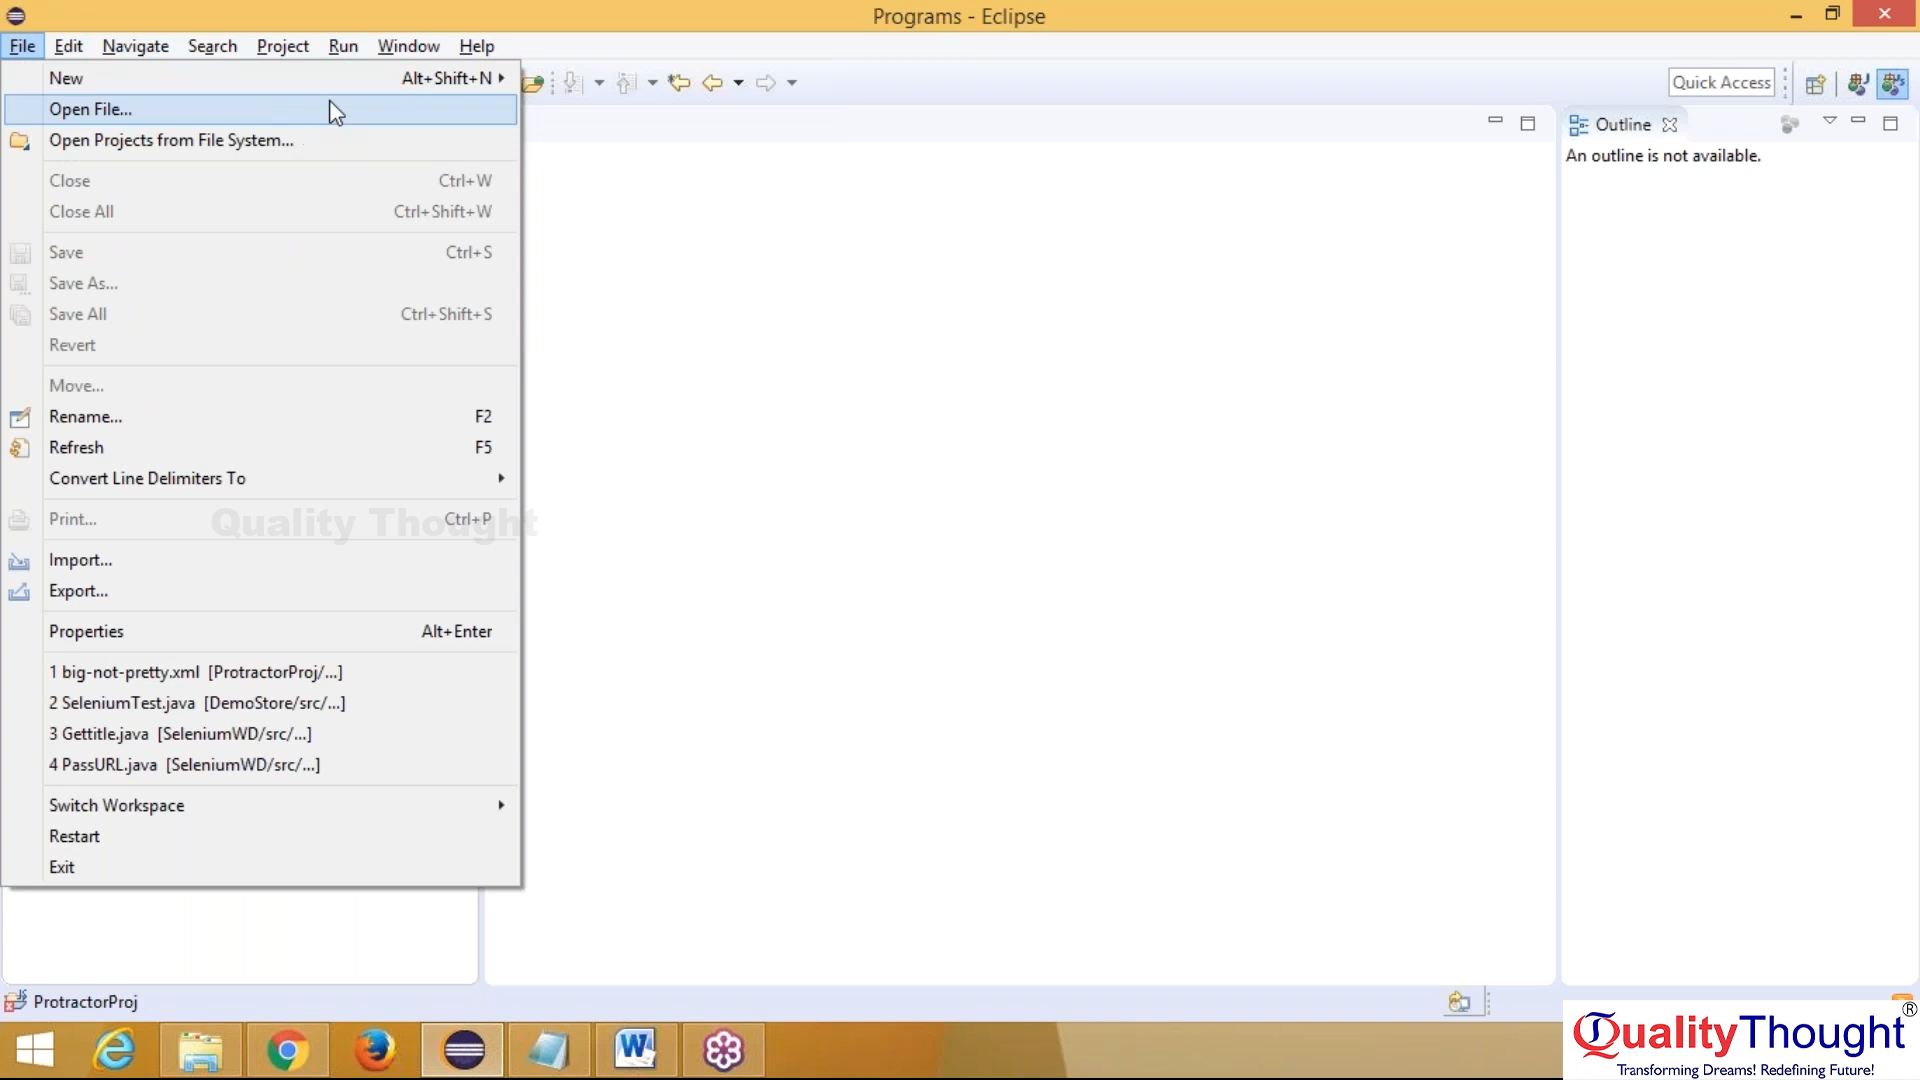 Programs - Eclipse
File Edit Navigate Search Project Run Window Help
New Alt+Shift+N
Open File...
Open Projects from File System...
Close Ctrl+W
Close All Ctrl+Shift+W
Save Ctrl+S
Save As...
Save All Ctrl+Shift+S
Revert
Move...
Rename... F2
Refresh F5
Convert Line Delimiters To
Print... Ctrl+P
Import...
Export...
Properties Alt+Enter
1 big-not-pretty.xml [ProtractorProj/...]
2 SeleniumTest.java [DemoStore/src/...]
3 Gettitle.java [SeleniumWD/src/...]
4 PassURL.java [SeleniumWD/src/...]
Switch Workspace
Restart
Exit
Quality Thought
Quick Access
Outline
An outline is not available.
ProtractorProj
QualityThought®
Transforming Dreams! Redefining Future!